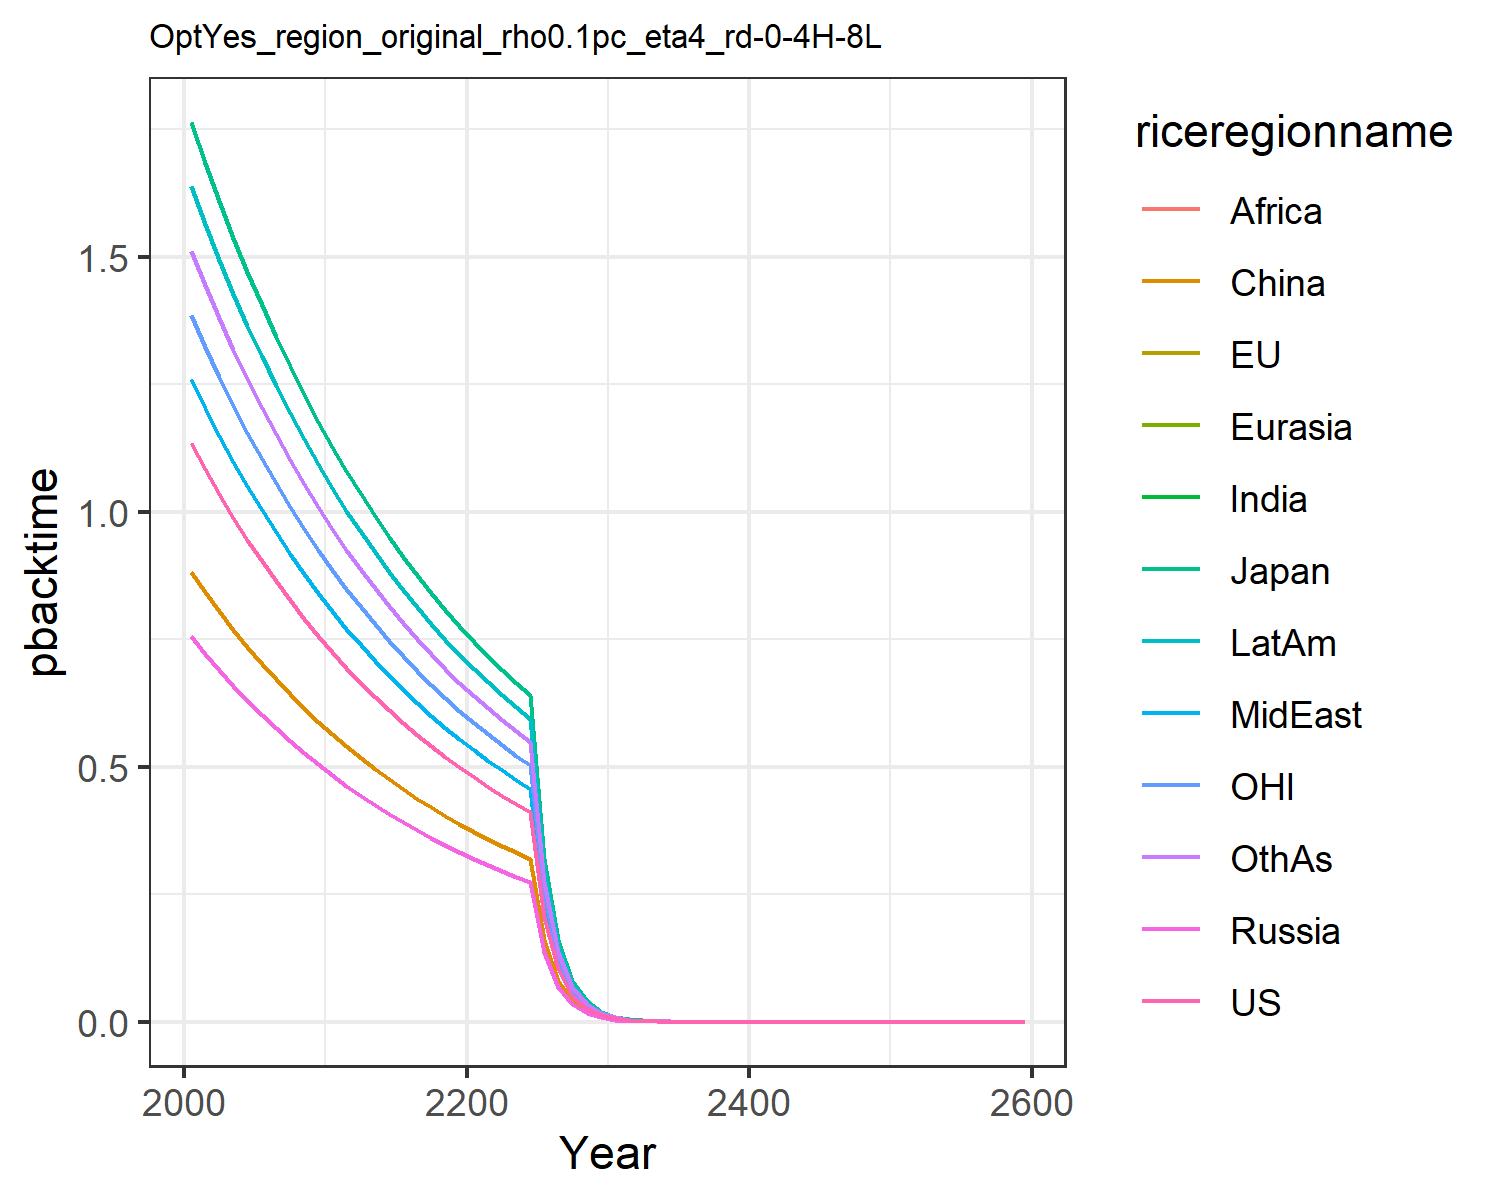 OptYes_region_original_rho0.1pc_eta4_rd-0-4H-8L
pbacktime
1.5
1.0
0.5
0.0
2000 2200 2400 2600
Year
riceregionname
Africa
China
EU
Eurasia
India
Japan
LatAm
MidEast
OHI
OthAs
Russia
US